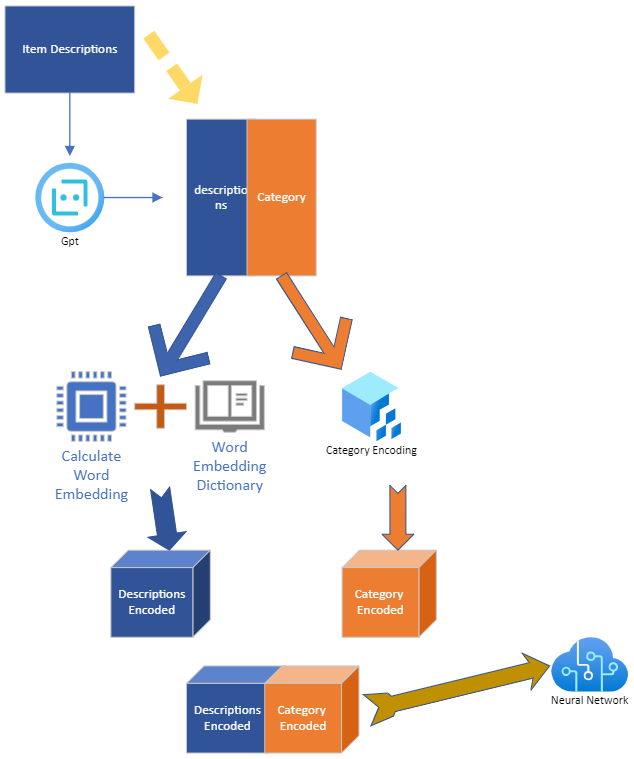 Item Descriptions
descriptio
ns
Category
Gpt
Calculate
Word
Embedding
Word
Embedding
Dictionary
Category Encoding
Descriptions
Encoded
Category
Encoded
Descriptions
Encoded
Category
Encoded
Neural Network